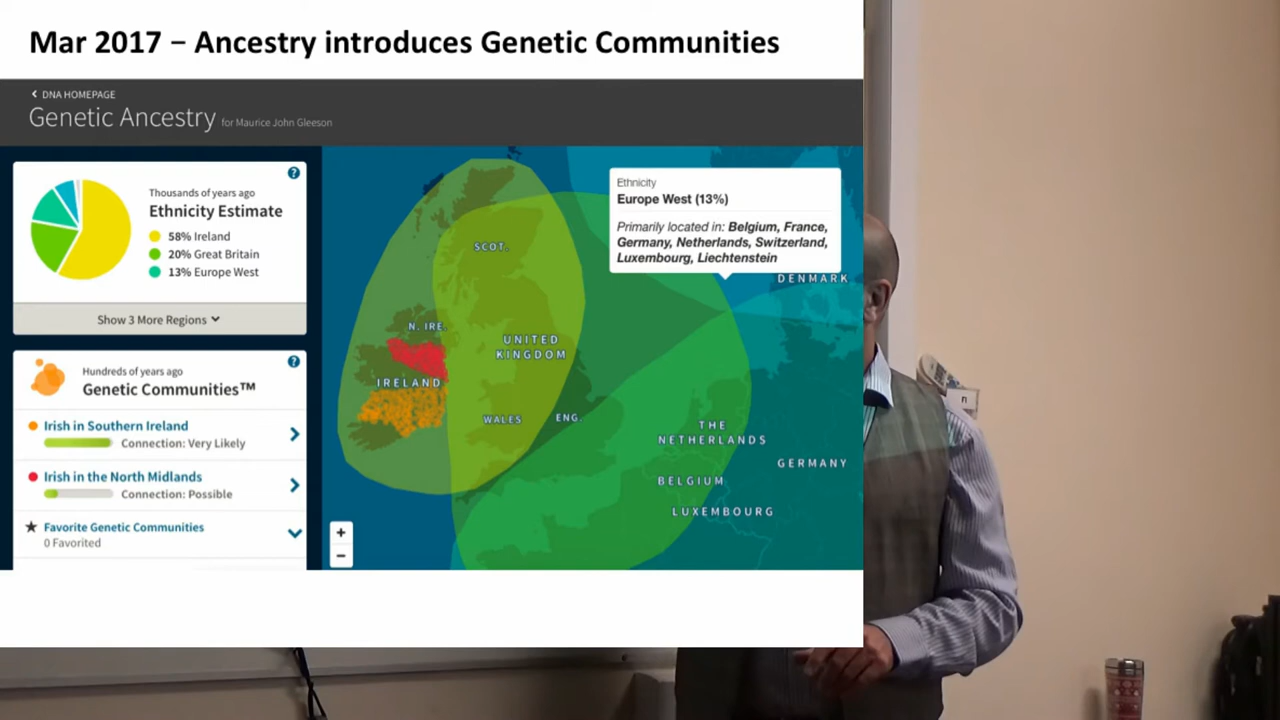 Mar 2017 – Ancestry introduces Genetic Communities
DNA HOMEPAGE
Genetic Ancestry for Maurice John Gleeson
?
Thousands of years ago
Ethnicity Estimate
58% Ireland
20% Great Britain
13% Europe West
Show 3 More Regions
?
Hundreds of years ago
Genetic Communities™
Irish in Southern Ireland
Connection: Very Likely
Irish in the North Midlands
Connection: Possible
Favorite Genetic Communities
0 Favorited
Ethnicity
Europe West (13%)
Primarily located in: Belgium, France,
Germany, Netherlands, Switzerland,
Luxembourg, Liechtenstein
SCOT.
DENMARK
N. IRE.
UNITED
KINGDOM
IRELAND
WALES
ENG.
THE
NETHERLANDS
GERMANY
BELGIUM
LUXEMBOURG
+
−
n